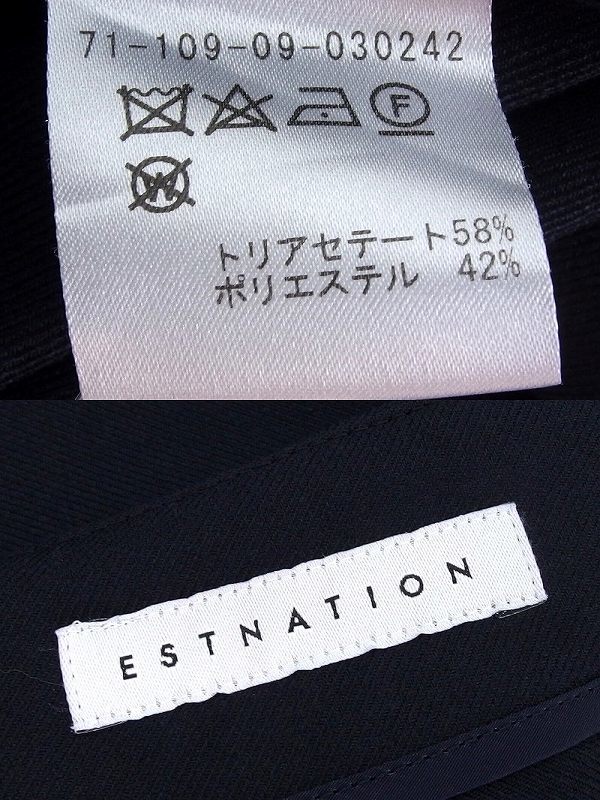 71-109-09-030242
F
W
トリアセテート58%
ポリエステル 42%
ESTNATION